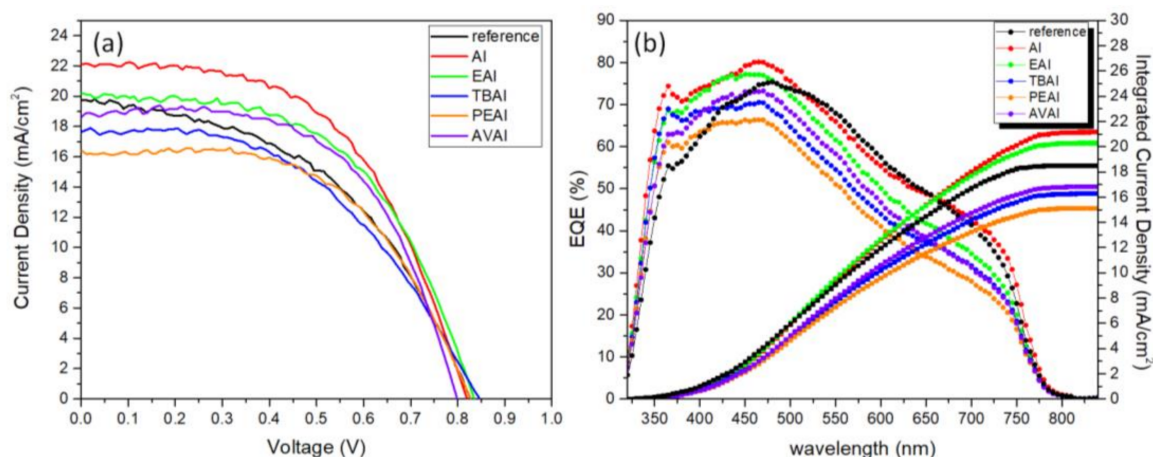 (a)
reference
AI
EAI
TBAI
PEAI
AVAI
Current Density (mA/cm²)
24
22
20
18
16
14
12
10
8
6
4
2
0
0.0 0.1 0.2 0.3 0.4 0.5 0.6 0.7 0.8 0.9 1.0
Voltage (V)
(b)
reference
AI
EAI
TBAI
PEAI
AVAI
EQE (%)
90
80
70
60
50
40
30
20
10
0
350 400 450 500 550 600 650 700 750 800
wavelength (nm)
30
28
26
24
22
20
18
16
14
12
10
8
6
4
2
0
Integrated Current Density (mA/cm²)